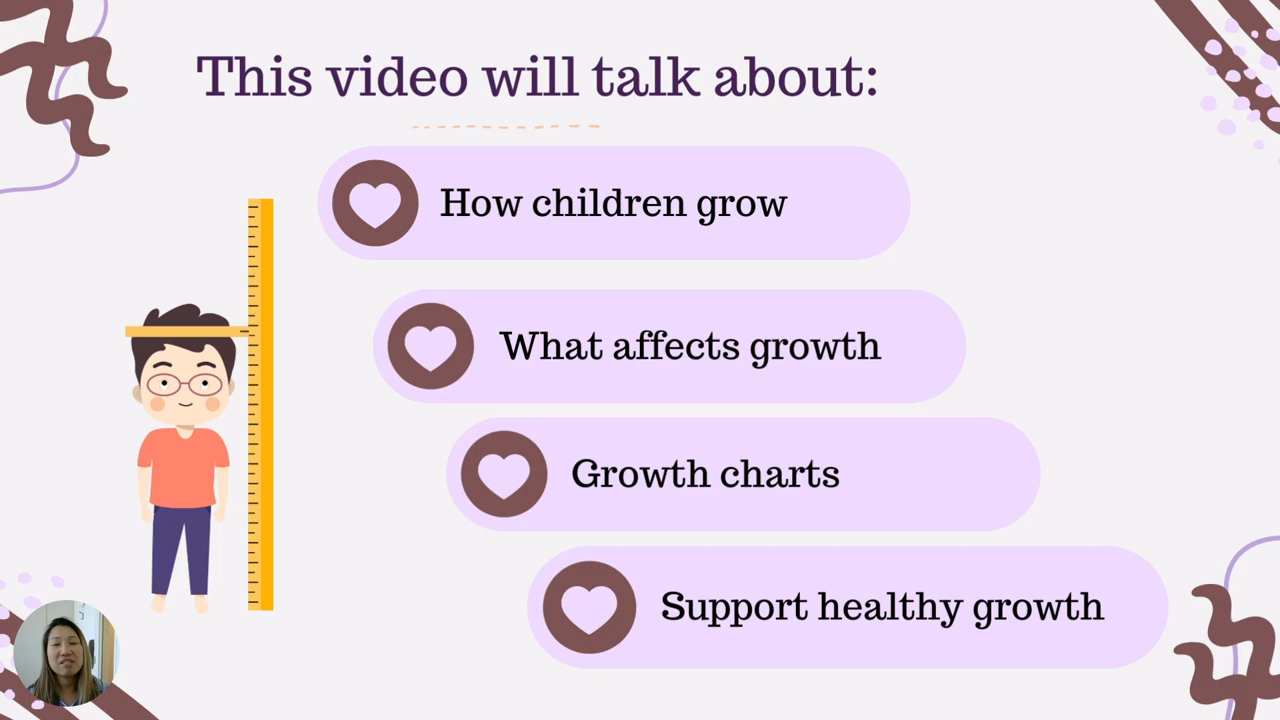 This video will talk about:
How children grow
What affects growth
Growth charts
Support healthy growth